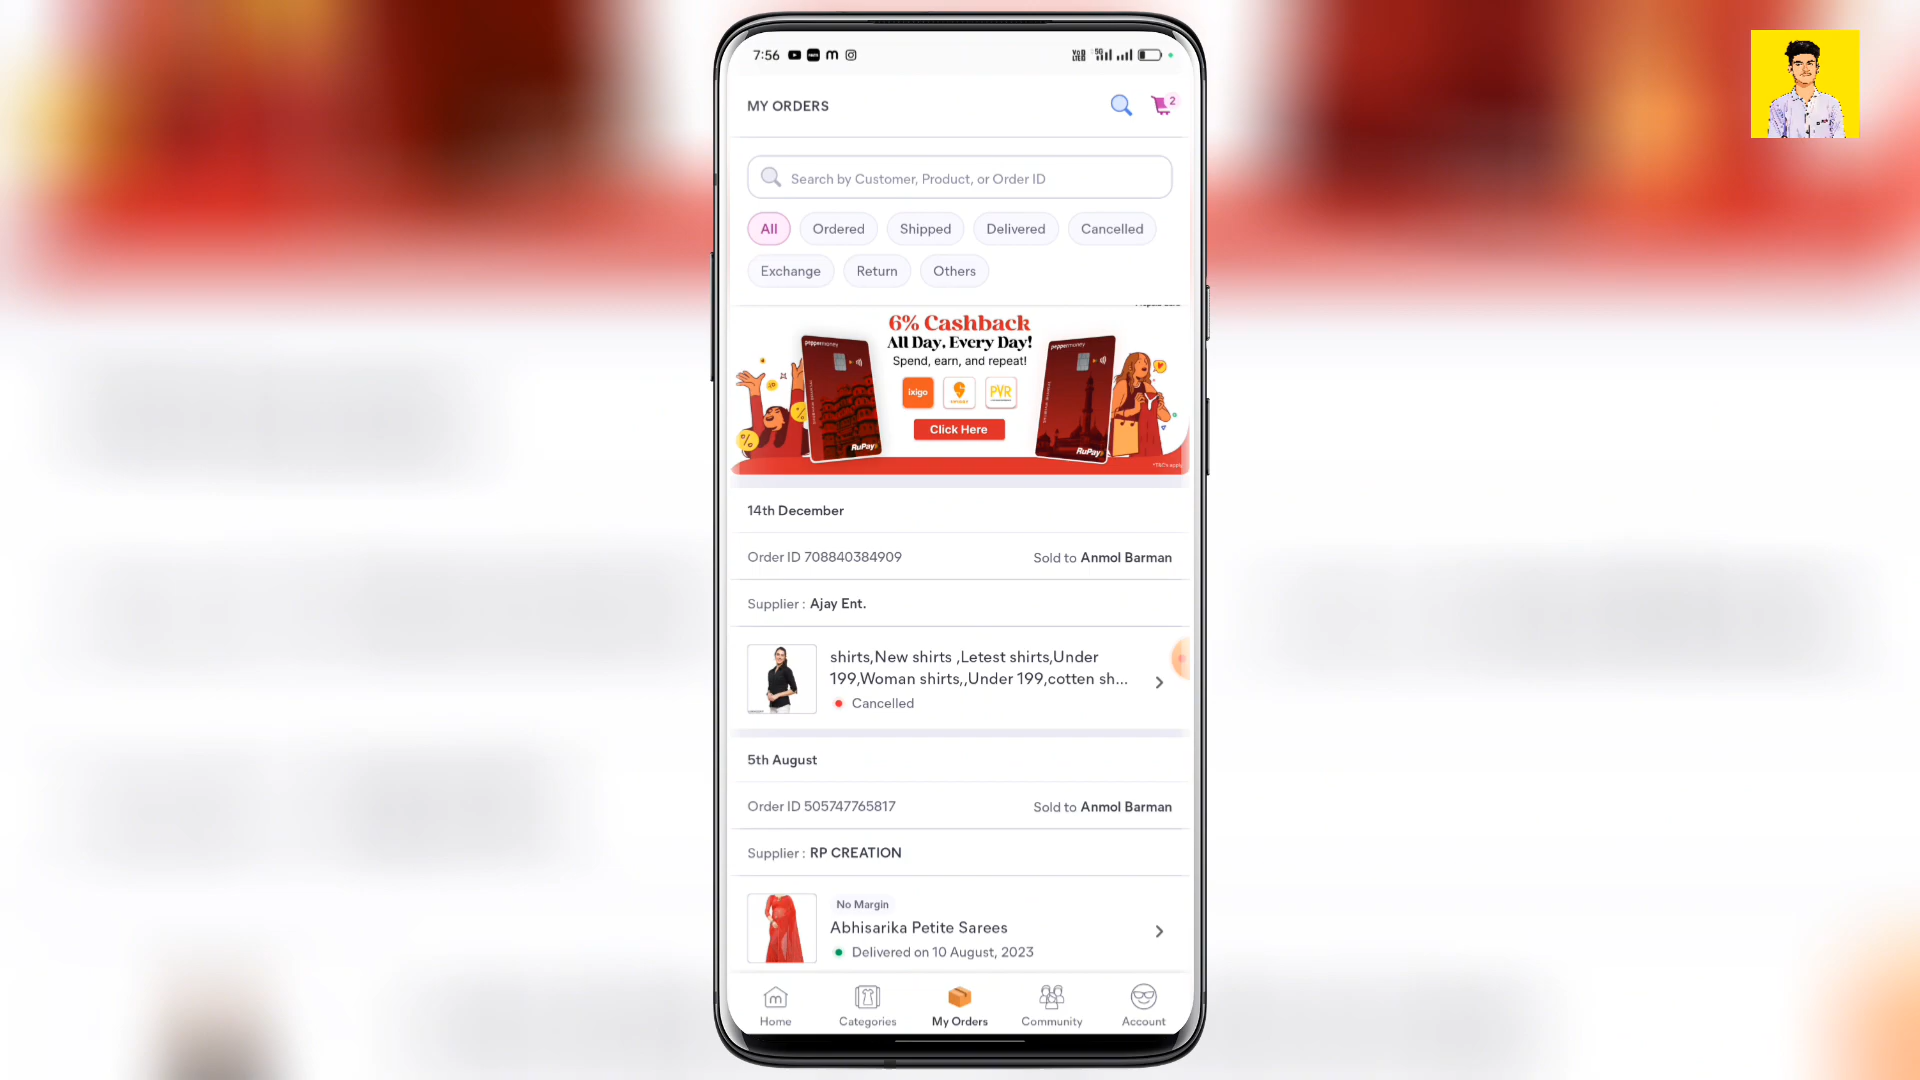 7:56
MY ORDERS
2
Search by Customer, Product, or Order ID
All Ordered Shipped Delivered Cancelled
Exchange Return Others
6% Cashback
All Day, Every Day!
Spend, earn, and repeat!
peppermoney
peppermoney
ixigo
PVR
Click Here
RuPay
RuPay
14th December
Order ID 708840384909 Sold to Anmol Barman
Supplier : Ajay Ent.
shirts,New shirts ,Letest shirts,Under
199,Woman shirts,,Under 199,cotten sh...
Cancelled
5th August
Order ID 505747765817 Sold to Anmol Barman
Supplier : RP CREATION
No Margin
Abhisarika Petite Sarees
Delivered on 10 August, 2023
Home Categories My Orders Community Account